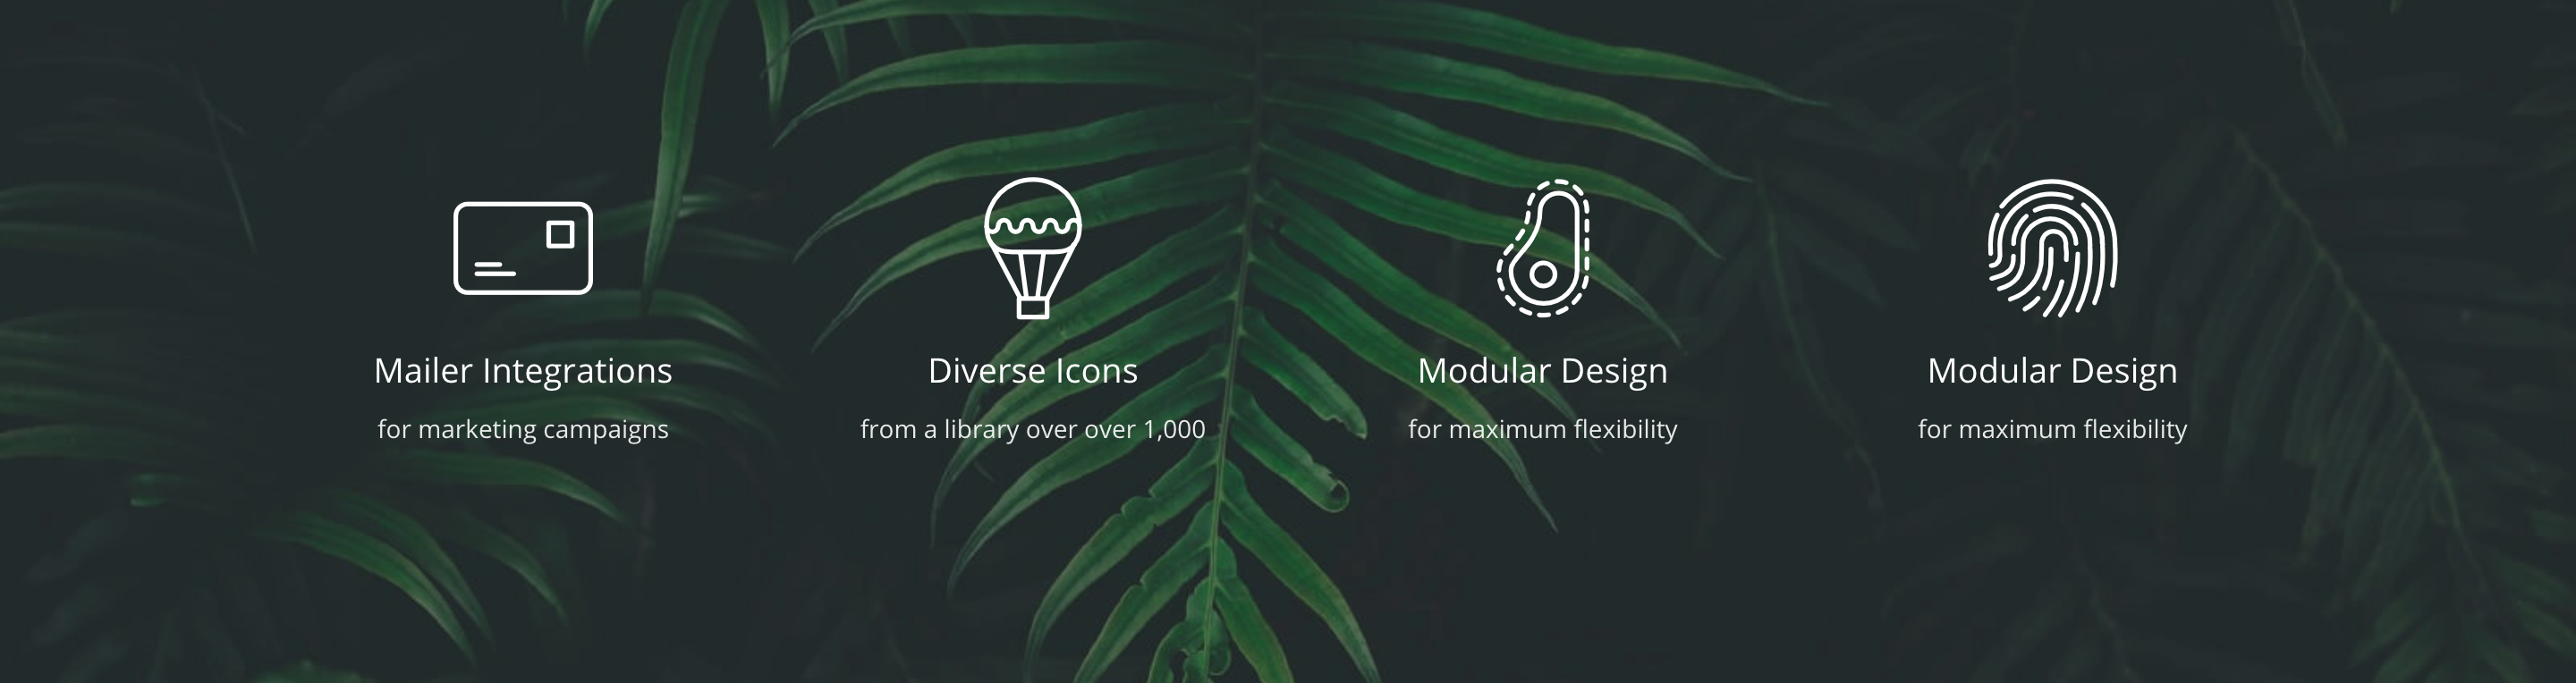 Mailer Integrations
for marketing campaigns
Diverse Icons
from a library over over 1,000
Modular Design
for maximum flexibility
Modular Design
for maximum flexibility